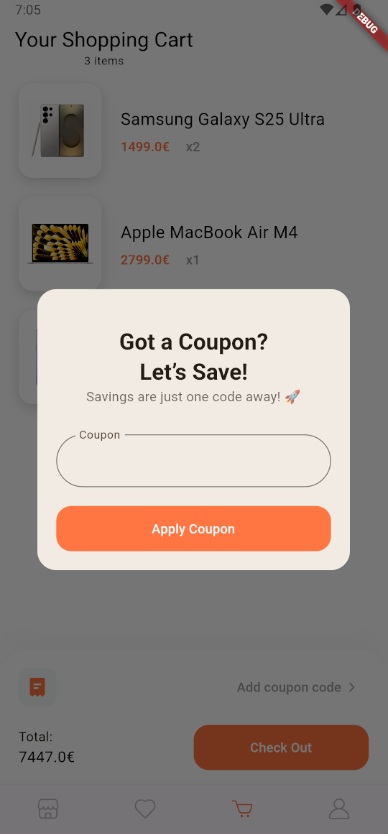 7:05
DEBUG
Your Shopping Cart
3 items
Samsung Galaxy S25 Ultra
1499.0€ x2
Apple MacBook Air M4
2799.0€ x1
Got a Coupon?
Let’s Save!
Savings are just one code away! 🚀
Coupon
Apply Coupon
Add coupon code >
Total:
7447.0€
Check Out